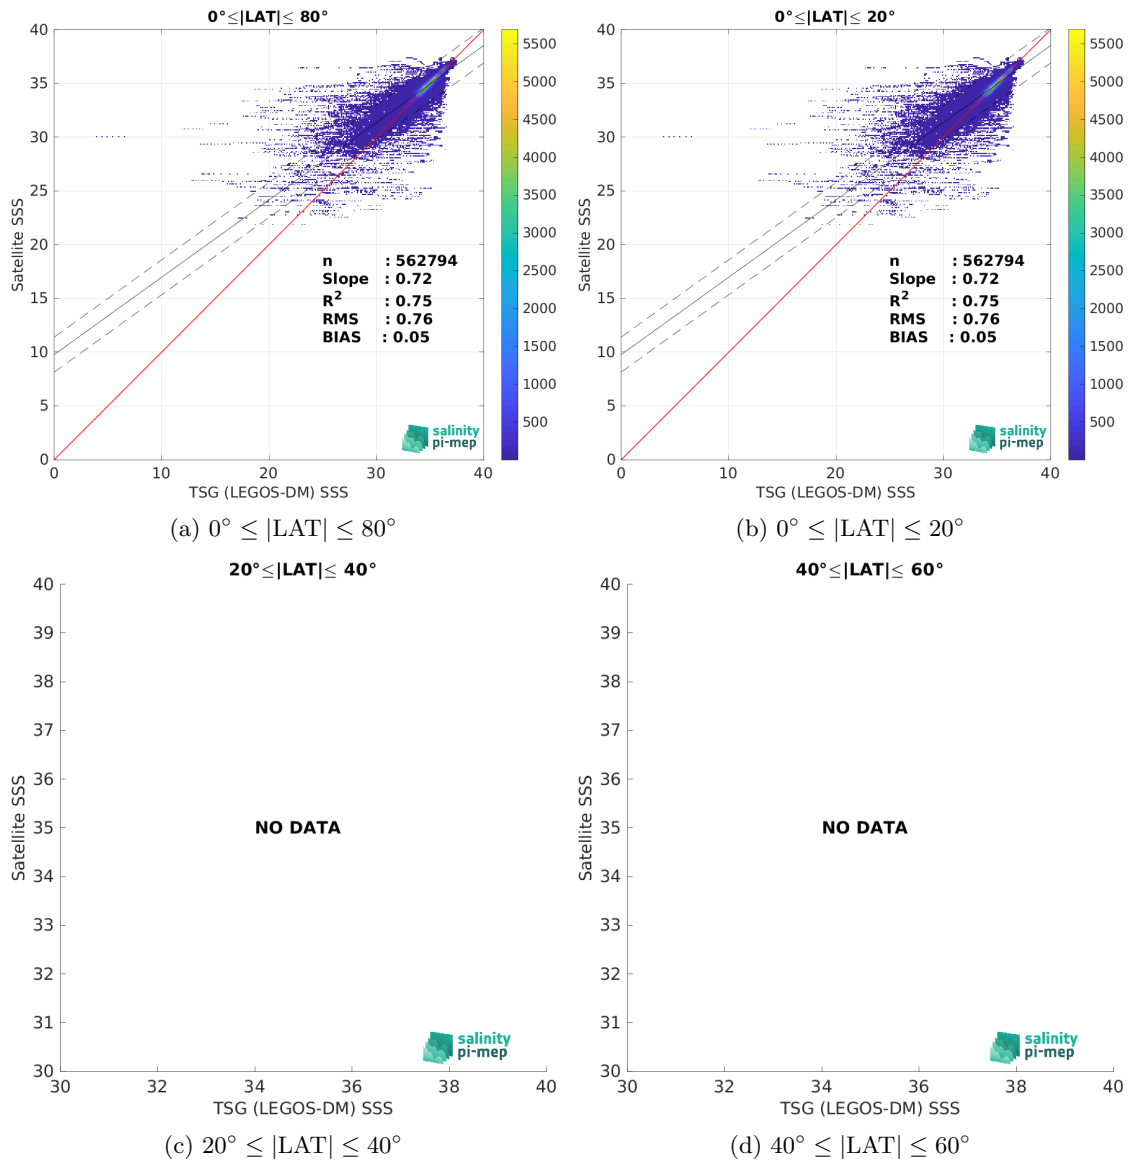 0°≤|LAT|≤ 80°
40
35
30
25
20
15
10
5
0
0
10
20
30
40
Satellite SSS
TSG (LEGOS-DM) SSS
n : 562794
Slope : 0.72
R² : 0.75
RMS : 0.76
BIAS : 0.05
salinity
pi-mep
5500
5000
4500
4000
3500
3000
2500
2000
1500
1000
500
(a) 0° ≤ |LAT| ≤ 80°
0°≤|LAT|≤ 20°
40
35
30
25
20
15
10
5
0
0
10
20
30
40
Satellite SSS
TSG (LEGOS-DM) SSS
n : 562794
Slope : 0.72
R² : 0.75
RMS : 0.76
BIAS : 0.05
salinity
pi-mep
5500
5000
4500
4000
3500
3000
2500
2000
1500
1000
500
(b) 0° ≤ |LAT| ≤ 20°
20°≤|LAT|≤ 40°
40
39
38
37
36
35
34
33
32
31
30
30
32
34
36
38
40
Satellite SSS
NO DATA
salinity
pi-mep
TSG (LEGOS-DM) SSS
(c) 20° ≤ |LAT| ≤ 40°
40°≤|LAT|≤ 60°
40
39
38
37
36
35
34
33
32
31
30
30
32
34
36
38
40
Satellite SSS
NO DATA
salinity
pi-mep
TSG (LEGOS-DM) SSS
(d) 40° ≤ |LAT| ≤ 60°